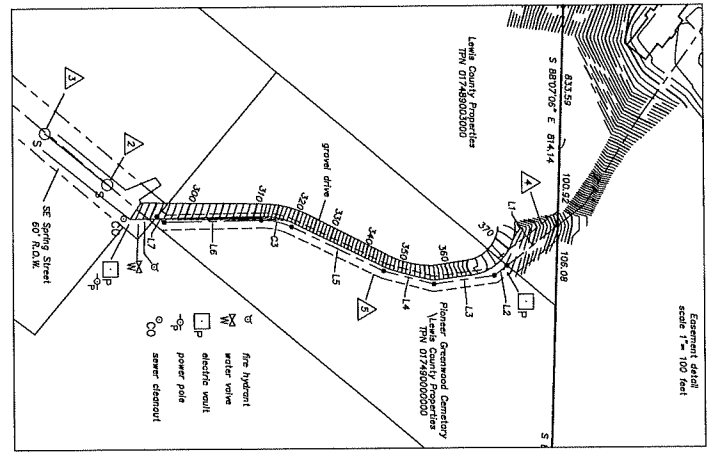 Easement detail
scale 1"= 100 feet
833.59
S 88°07'06" E 814.14
100.92
106.08
S
Lewis County Properties
TPN 017489003000
Pioneer Greenwood Cemetery
\Lewis County Properties
TPN 017490000000
gravel drive
4
L1
370
P
L2
360
L3
350
L4
340
5
L5
330
320
C3
310
L6
300
L7
W
P
P
CO
3
2
S
S
SE Spring Street
60' R.O.W.
fire hydrant
W
water valve
P
electric vault
P
power pole
CO
sewer cleanout